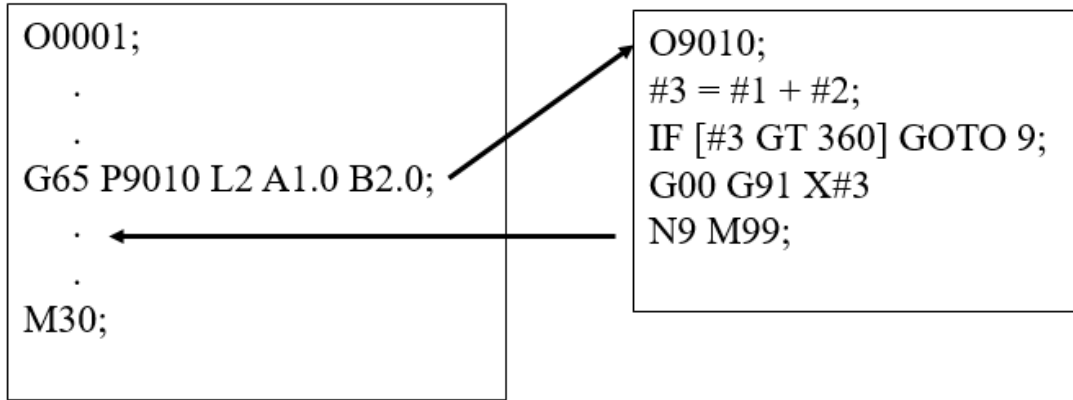 O0001;
.
.
G65 P9010 L2 A1.0 B2.0;
.
.
M30;
O9010;
#3 = #1 + #2;
IF [#3 GT 360] GOTO 9;
G00 G91 X#3
N9 M99;